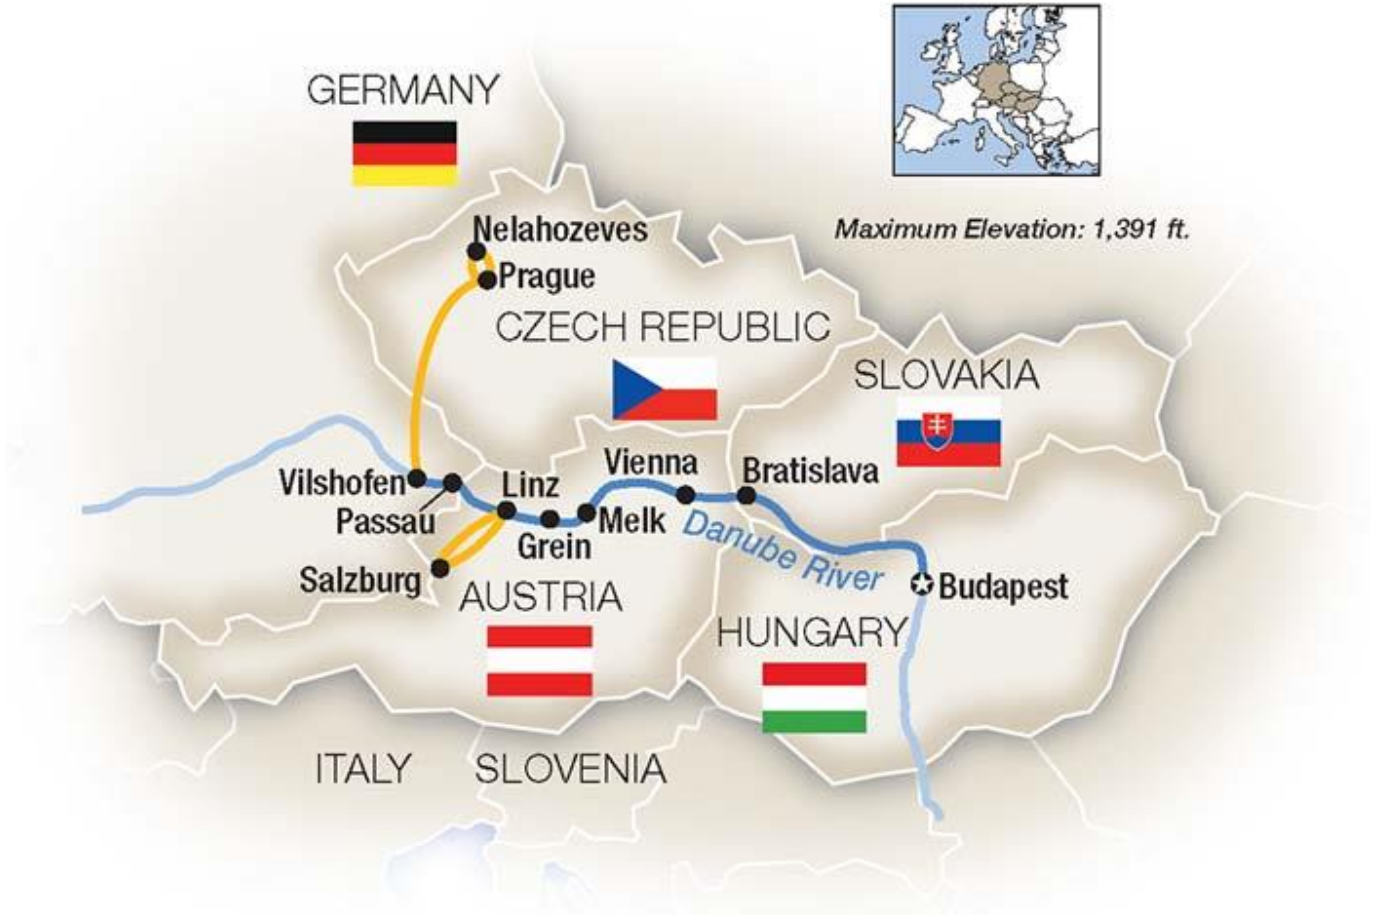 GERMANY
Maximum Elevation: 1,391 ft.
Nelahozeves
Prague
CZECH REPUBLIC
SLOVAKIA
Vilshofen
Passau
Linz
Vienna
Bratislava
Melk
Grein
Danube River
Salzburg
AUSTRIA
Budapest
HUNGARY
ITALY
SLOVENIA